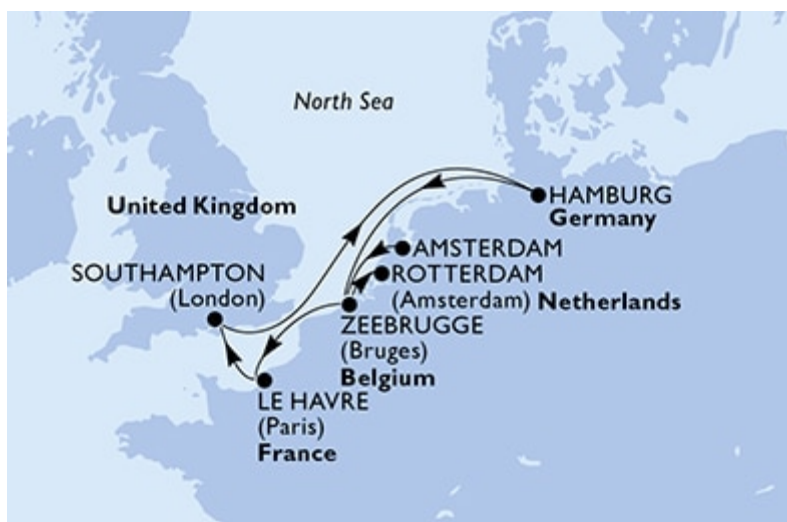 North Sea
United Kingdom
HAMBURG
Germany
AMSTERDAM
SOUTHAMPTON
(London)
ROTTERDAM
(Amsterdam) Netherlands
ZEEBRUGGE
(Bruges)
Belgium
LE HAVRE
(Paris)
France